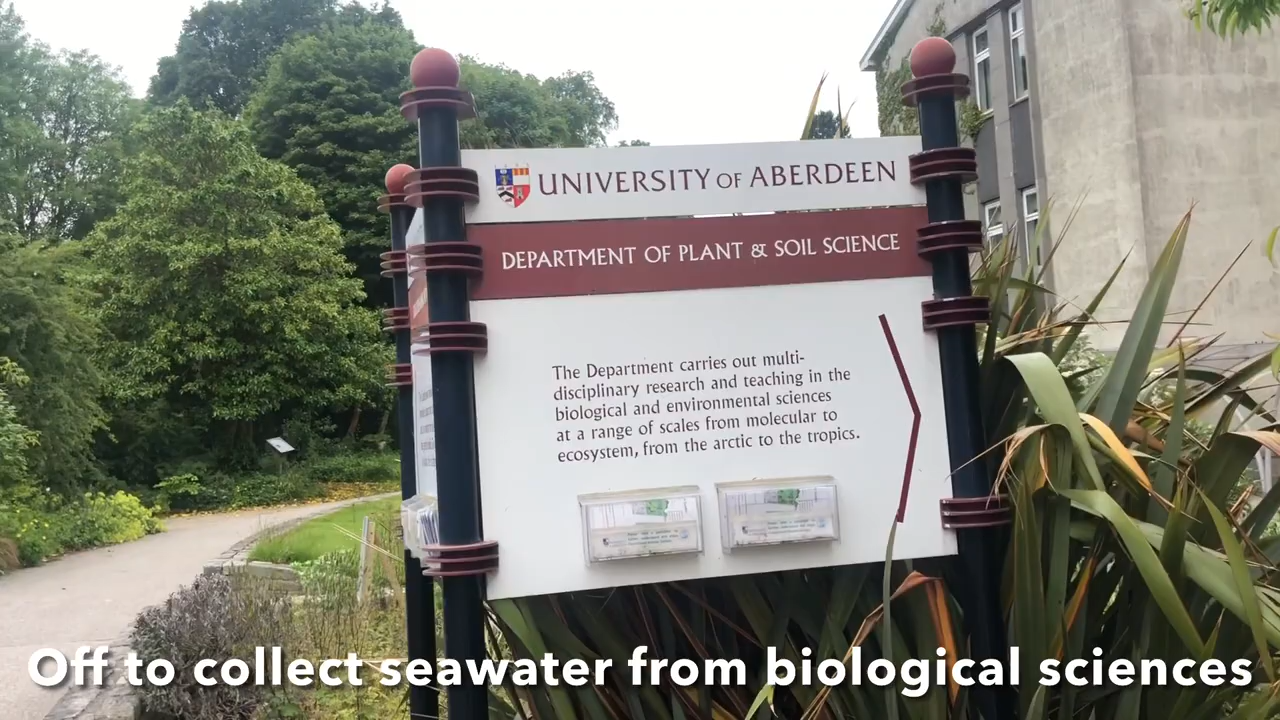 UNIVERSITY OF ABERDEEN
DEPARTMENT OF PLANT & SOIL SCIENCE
The Department carries out multi-
disciplinary research and teaching in the
biological and environmental sciences
at a range of scales from molecular to
ecosystem, from the arctic to the tropics.
Off to collect seawater from biological sciences